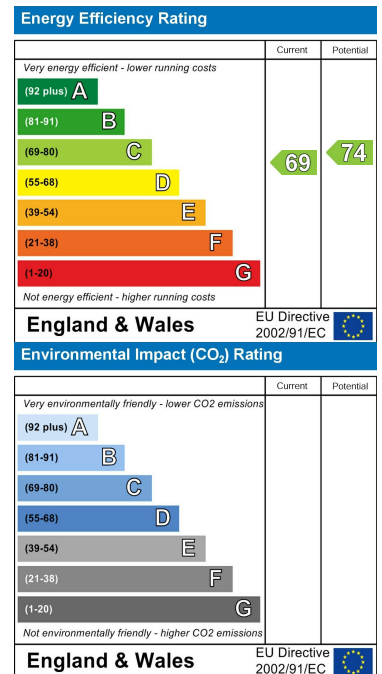 Energy Efficiency Rating
Current Potential
Very energy efficient - lower running costs
(92 plus) A
(81-91) B
(69-80) C
69 74
(55-68) D
(39-54) E
(21-38) F
(1-20) G
Not energy efficient - higher running costs
England & Wales EU Directive 2002/91/EC
Environmental Impact (CO₂) Rating
Current Potential
Very environmentally friendly - lower CO2 emissions
(92 plus) A
(81-91) B
(69-80) C
(55-68) D
(39-54) E
(21-38) F
(1-20) G
Not environmentally friendly - higher CO2 emissions
England & Wales EU Directive 2002/91/EC